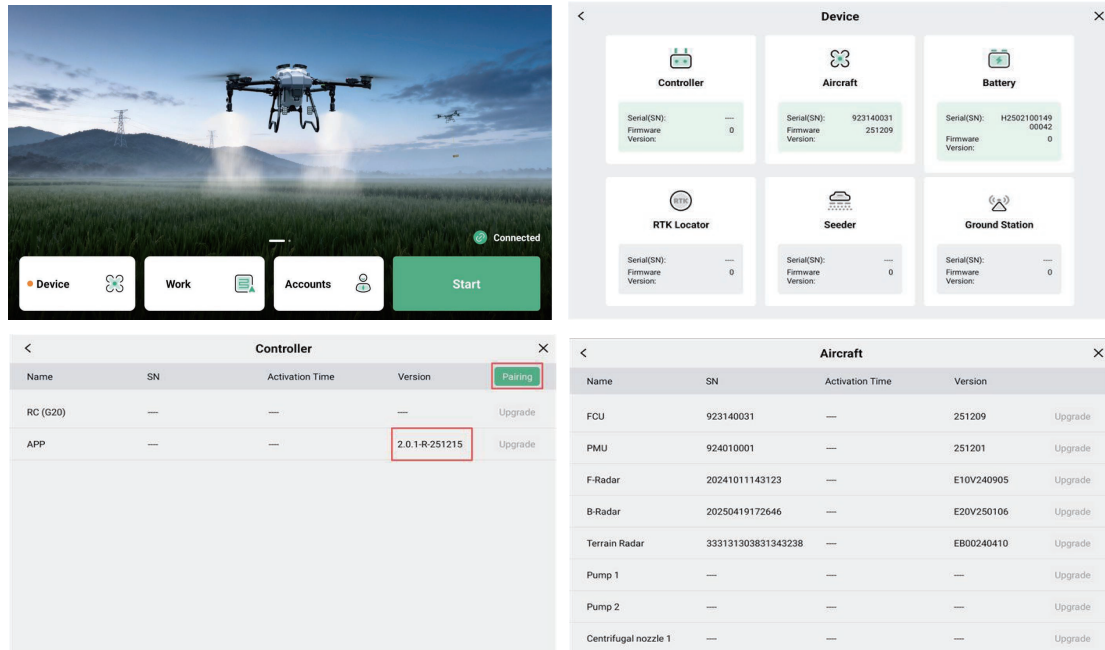 Connected
Device
Work
Accounts
Start
Device
Controller
Serial(SN): ---
Firmware Version: 0
Aircraft
Serial(SN): 923140031
Firmware Version: 251209
Battery
Serial(SN): H250210014900042
Firmware Version: 0
RTK
RTK Locator
Serial(SN): ---
Firmware Version: 0
Seeder
Serial(SN): ---
Firmware Version: 0
Ground Station
Serial(SN): ---
Firmware Version: 0
Controller
Name SN Activation Time Version Pairing
RC (G20) --- --- --- Upgrade
APP --- --- 2.0.1-R-251215 Upgrade
Aircraft
Name SN Activation Time Version
FCU 923140031 --- 251209 Upgrade
PMU 924010001 --- 251201 Upgrade
F-Radar 20241011143123 --- E10V240905 Upgrade
B-Radar 20250419172646 --- E20V250106 Upgrade
Terrain Radar 333131303831343238 --- EB00240410 Upgrade
Pump 1 --- --- --- Upgrade
Pump 2 --- --- --- Upgrade
Centrifugal nozzle 1 --- --- --- Upgrade